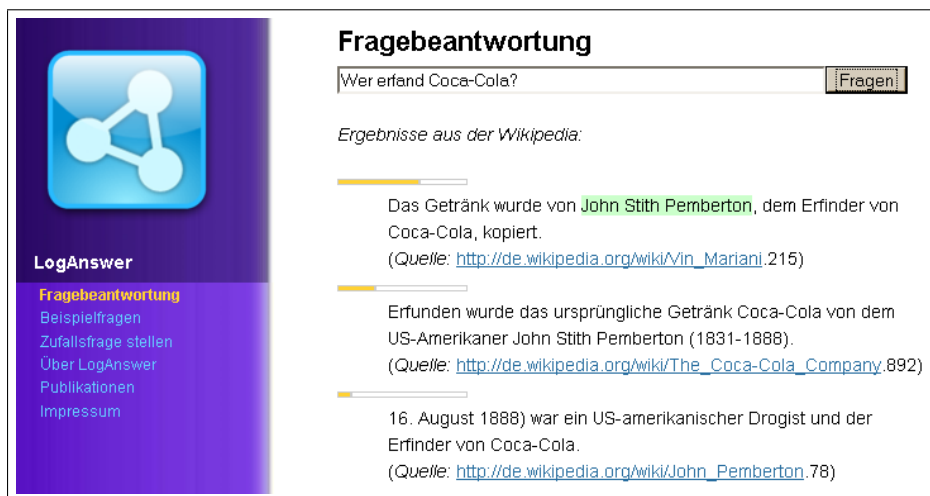 LogAnswer
Fragebeantwortung
Beispielfragen
Zufallsfrage stellen
Über LogAnswer
Publikationen
Impressum
Fragebeantwortung
Wer erfand Coca-Cola?
Fragen
Ergebnisse aus der Wikipedia:
Das Getränk wurde von John Stith Pemberton, dem Erfinder von
Coca-Cola, kopiert.
(Quelle: http://de.wikipedia.org/wiki/Vin_Mariani.215)
Erfunden wurde das ursprüngliche Getränk Coca-Cola von dem
US-Amerikaner John Stith Pemberton (1831-1888).
(Quelle: http://de.wikipedia.org/wiki/The_Coca-Cola_Company.892)
16. August 1888) war ein US-amerikanischer Drogist und der
Erfinder von Coca-Cola.
(Quelle: http://de.wikipedia.org/wiki/John_Pemberton.78)